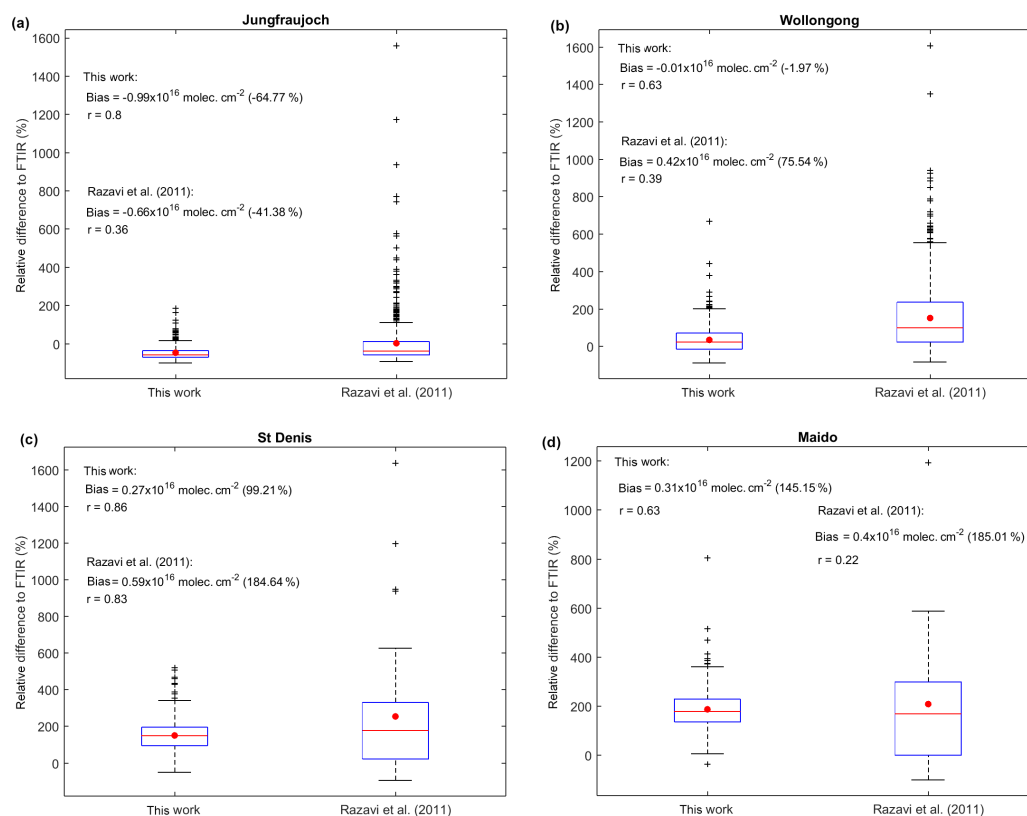 (a)
Jungfraujoch
Relative difference to FTIR (%)
1600
1400
1200
1000
800
600
400
200
0
This work:
Bias = -0.99x10^16 molec. cm^-2 (-64.77 %)
r = 0.8
Razavi et al. (2011):
Bias = -0.66x10^16 molec. cm^-2 (-41.38 %)
r = 0.36
This work
Razavi et al. (2011)
(b)
Wollongong
Relative difference to FTIR (%)
1600
1400
1200
1000
800
600
400
200
0
This work:
Bias = -0.01x10^16 molec. cm^-2 (-1.97 %)
r = 0.63
Razavi et al. (2011):
Bias = 0.42x10^16 molec. cm^-2 (75.54 %)
r = 0.39
This work
Razavi et al. (2011)
(c)
St Denis
Relative difference to FTIR (%)
1600
1400
1200
1000
800
600
400
200
0
This work:
Bias = 0.27x10^16 molec. cm^-2 (99.21 %)
r = 0.86
Razavi et al. (2011):
Bias = 0.59x10^16 molec. cm^-2 (184.64 %)
r = 0.83
This work
Razavi et al. (2011)
(d)
Maido
Relative difference to FTIR (%)
1200
1000
800
600
400
200
0
This work:
Bias = 0.31x10^16 molec. cm^-2 (145.15 %)
r = 0.63
Razavi et al. (2011):
Bias = 0.4x10^16 molec. cm^-2 (185.01 %)
r = 0.22
This work
Razavi et al. (2011)